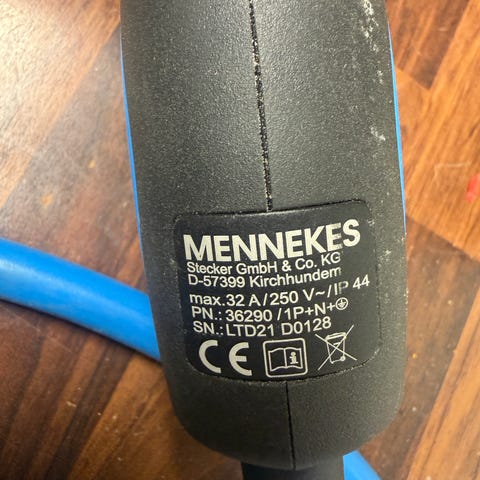 MENNEKES
Stecker GmbH & Co. KG
D-57399 Kirchhundem
max. 32 A / 250 V~ / IP 44
PN.: 36290 / 1P+N+⏚
SN.: LTD21 D0128
CE